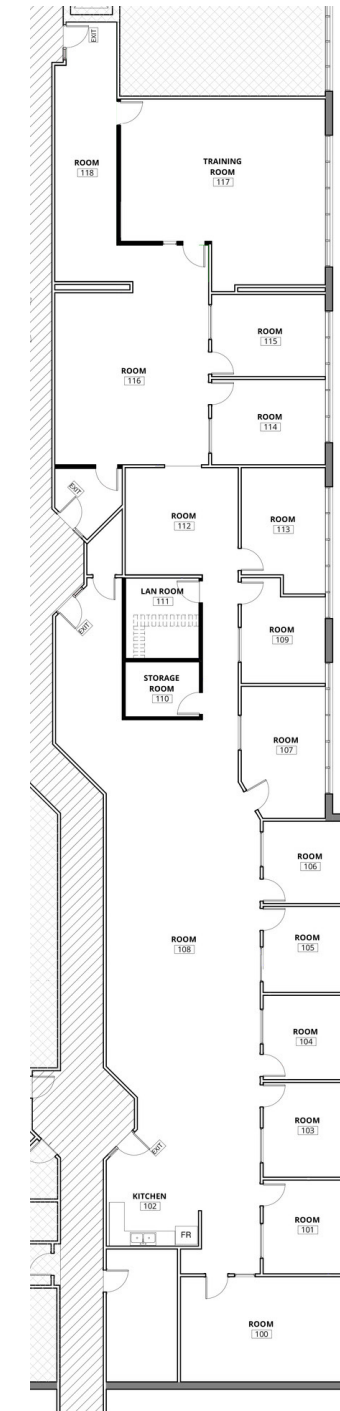 EXIT
ROOM
118
TRAINING
ROOM
117
ROOM
115
ROOM
116
ROOM
114
EXIT
ROOM
112
ROOM
113
LAN ROOM
111
EXIT
ROOM
109
STORAGE
ROOM
110
ROOM
107
ROOM
106
ROOM
108
ROOM
105
ROOM
104
ROOM
103
EXIT
KITCHEN
102
FR
ROOM
101
ROOM
100